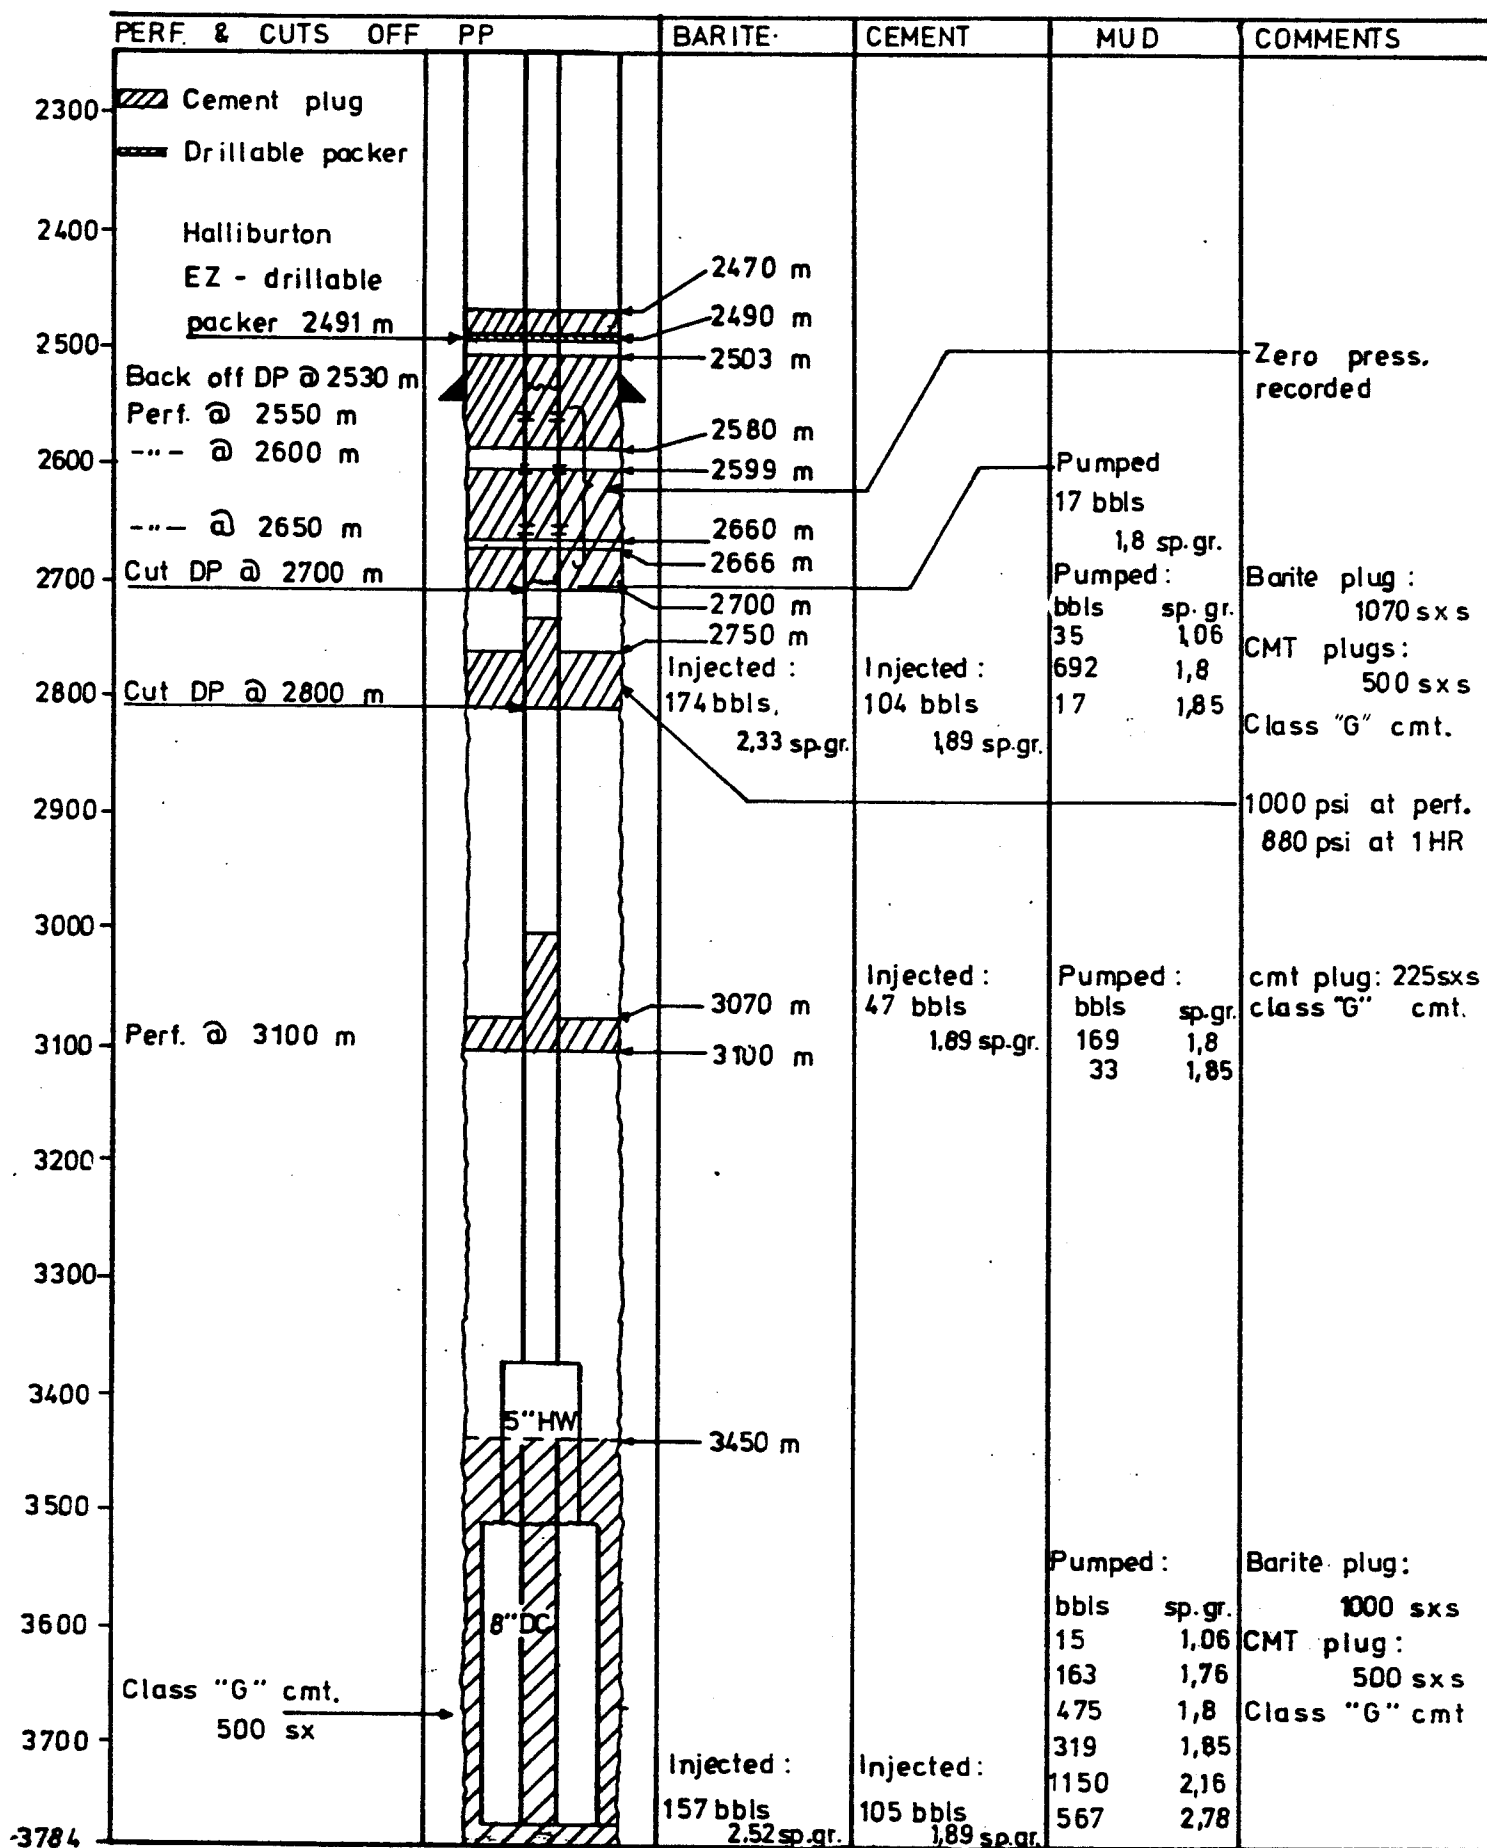 PERF. & CUTS OFF PP BARITE. CEMENT MUD COMMENTS
Cement plug
2300
Drillable packer
2400
Halliburton
EZ - drillable
packer 2491 m
2470 m
2490 m
2500
2503 m
Zero press.
recorded
Back off DP @ 2530 m
Perf. @ 2550 m
2580 m
-"- @ 2600 m
2600
2599 m
Pumped
17 bbls
1,8 sp.gr.
-"- @ 2650 m
2660 m
2666 m
2700
Cut DP @ 2700 m
2700 m
2750 m
Pumped :
bbls sp.gr.
35 1,06
692 1,8
17 1,85
Barite plug :
1070 sxs
CMT plugs:
500 sxs
Class "G" cmt.
Injected :
174 bbls,
2,33 sp.gr.
Injected :
104 bbls
1,89 sp.gr.
2800
Cut DP @ 2800 m
2900
1000 psi at perf.
880 psi at 1 HR
3000
3070 m
Injected :
47 bbls
1,89 sp.gr.
Pumped :
bbls sp.gr.
169 1,8
33 1,85
cmt plug: 225sxs
class "G" cmt.
3100
Perf. @ 3100 m
3100 m
3200
3300
3400
5"HW
3450 m
3500
3600
8"DC
Class "G" cmt.
500 sx
3700
Pumped :
bbls sp.gr.
15 1,06
163 1,76
475 1,8
319 1,85
1150 2,16
567 2,78
Barite plug:
1000 sxs
CMT plug :
500 sxs
Class "G" cmt
Injected :
157 bbls
2,52 sp.gr.
Injected:
105 bbls
1,89 sp.gr.
3784